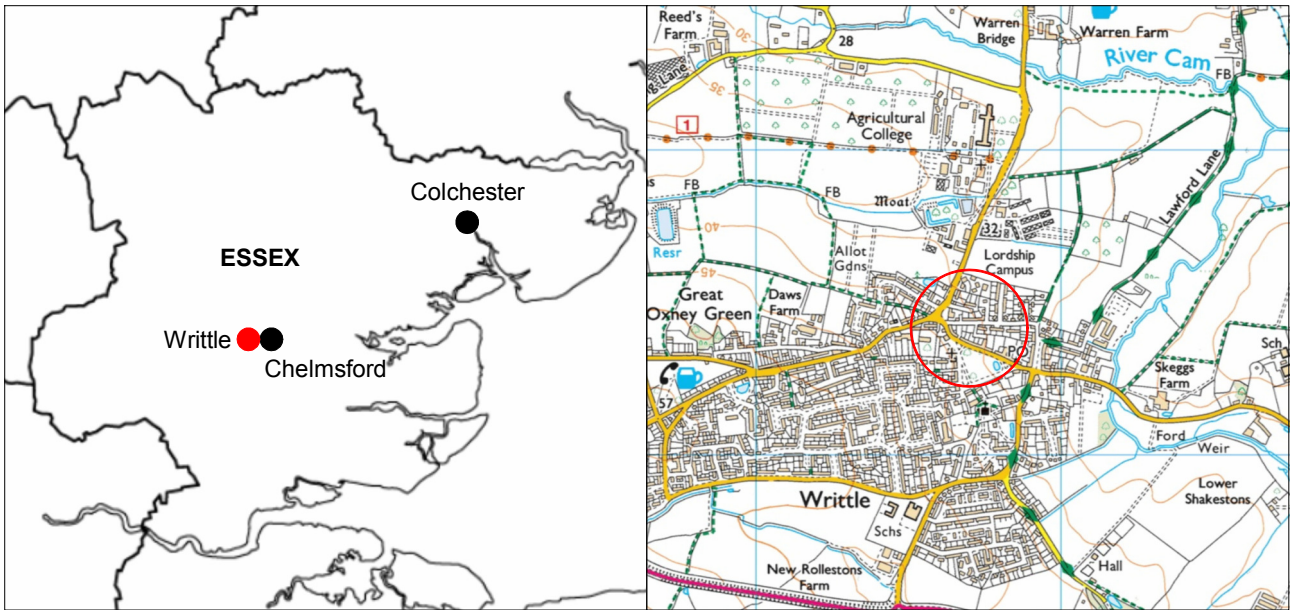 Colchester
ESSEX
Writtle
Chelmsford
Reed's
Farm
30
28
Warren
Bridge
Warren Farm
River Cam
FB
35
Agricultural
College
1
FB
FB
Moat
Lawford Lane
Resr
40
32
Allot
Gdns
Lordship
Campus
45
Great
Oxney Green
Daws
Farm
PO
Sch
Skeggs
Farm
57
Ford
Weir
Writtle
Lower
Shakestons
Schs
New Rollestons
Farm
Hall